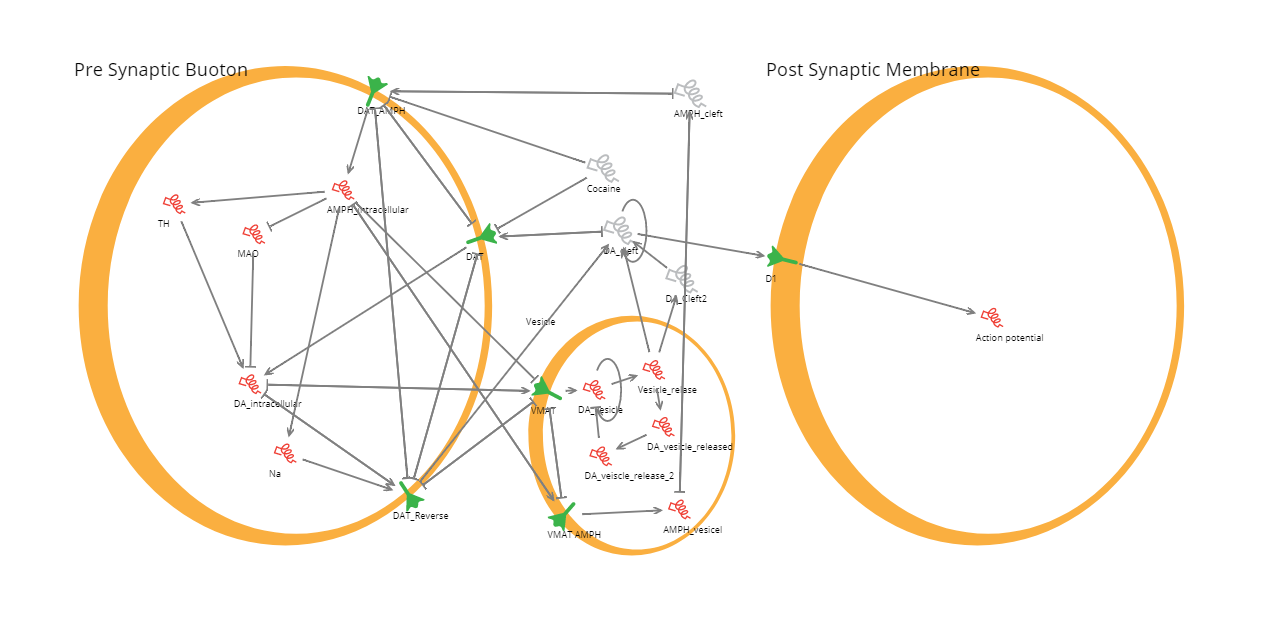 Pre Synaptic Buoton
Post Synaptic Membrane
DAT_AMPH
AMPH_cleft
Cocaine
AMPH_intracellular
TH
MAO
DA_cleft
DAT
D1
DA_Cleft2
Vesicle
Action potential
Vesicle_relase
DA_intracellular
VMAT
DA_vesicle
DA_vesicle_released
Na
DA_veiscle_release_2
DAT_Reverse
AMPH_vesicel
VMAT AMPH